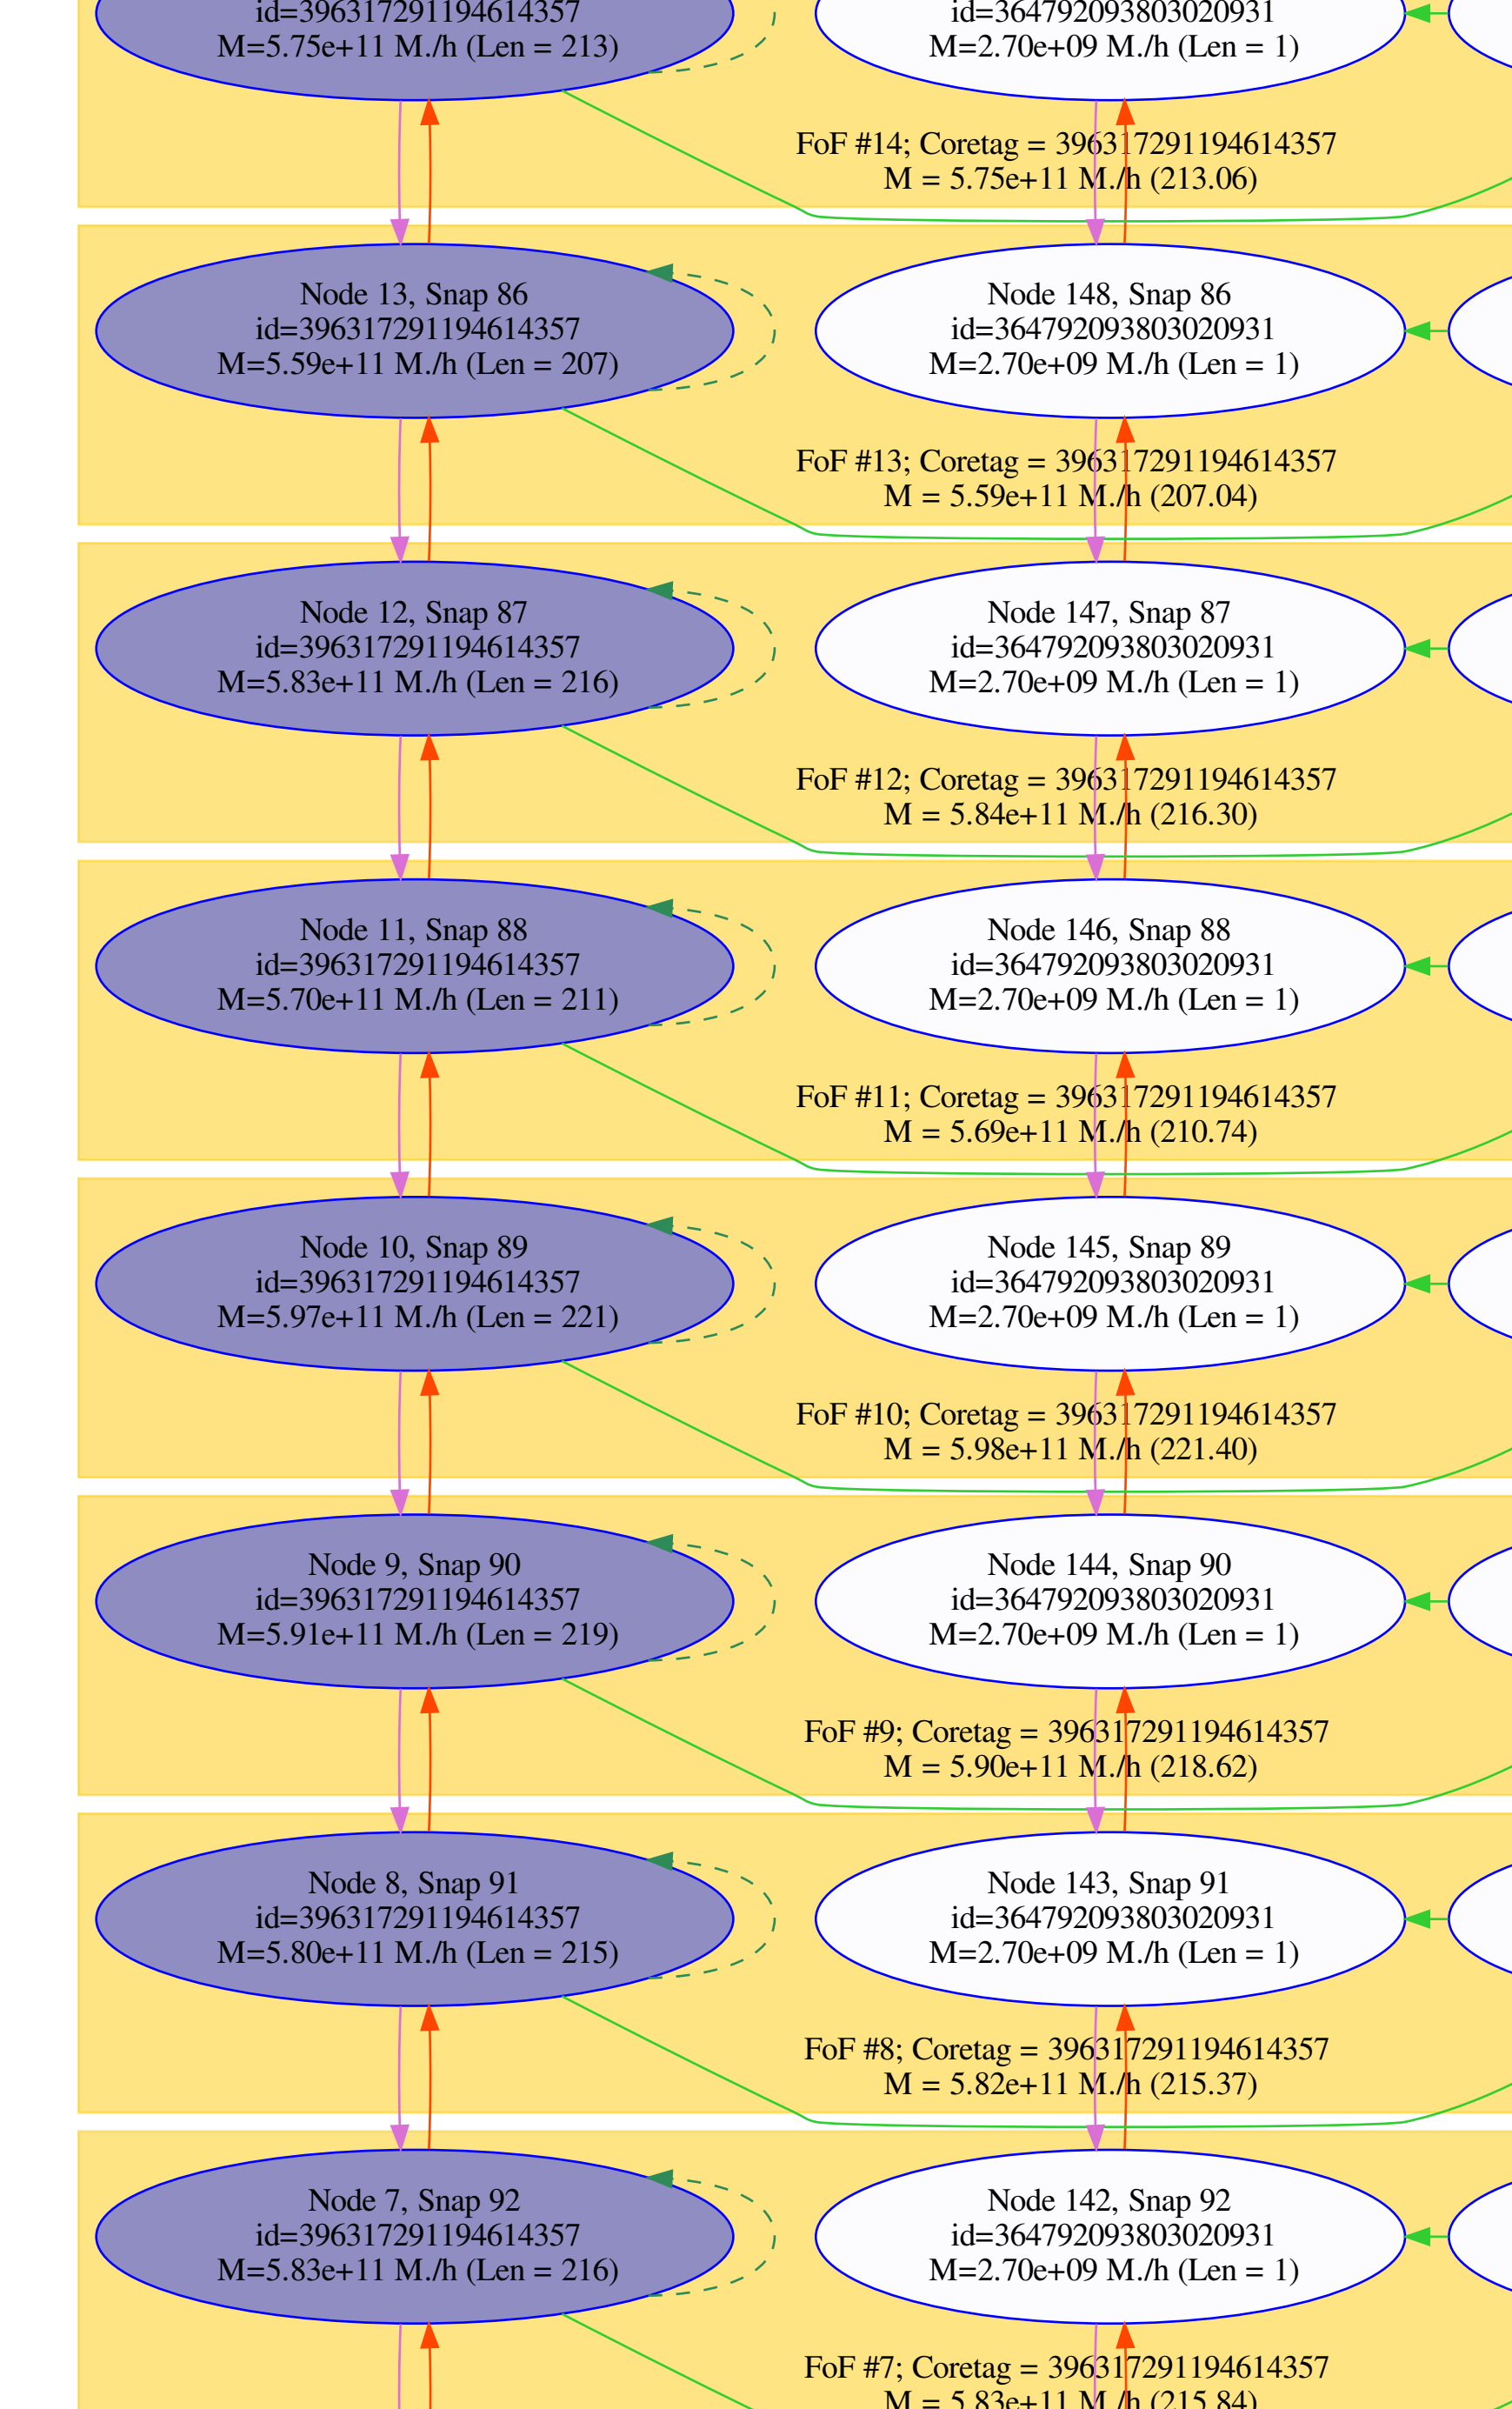 id=396317291194614357
M=5.75e+11 M./h (Len = 213)
id=364792093803020931
M=2.70e+09 M./h (Len = 1)
FoF #14; Coretag = 396317291194614357
M = 5.75e+11 M./h (213.06)
Node 13, Snap 86
id=396317291194614357
M=5.59e+11 M./h (Len = 207)
Node 148, Snap 86
id=364792093803020931
M=2.70e+09 M./h (Len = 1)
FoF #13; Coretag = 396317291194614357
M = 5.59e+11 M./h (207.04)
Node 12, Snap 87
id=396317291194614357
M=5.83e+11 M./h (Len = 216)
Node 147, Snap 87
id=364792093803020931
M=2.70e+09 M./h (Len = 1)
FoF #12; Coretag = 396317291194614357
M = 5.84e+11 M./h (216.30)
Node 11, Snap 88
id=396317291194614357
M=5.70e+11 M./h (Len = 211)
Node 146, Snap 88
id=364792093803020931
M=2.70e+09 M./h (Len = 1)
FoF #11; Coretag = 396317291194614357
M = 5.69e+11 M./h (210.74)
Node 10, Snap 89
id=396317291194614357
M=5.97e+11 M./h (Len = 221)
Node 145, Snap 89
id=364792093803020931
M=2.70e+09 M./h (Len = 1)
FoF #10; Coretag = 396317291194614357
M = 5.98e+11 M./h (221.40)
Node 9, Snap 90
id=396317291194614357
M=5.91e+11 M./h (Len = 219)
Node 144, Snap 90
id=364792093803020931
M=2.70e+09 M./h (Len = 1)
FoF #9; Coretag = 396317291194614357
M = 5.90e+11 M./h (218.62)
Node 8, Snap 91
id=396317291194614357
M=5.80e+11 M./h (Len = 215)
Node 143, Snap 91
id=364792093803020931
M=2.70e+09 M./h (Len = 1)
FoF #8; Coretag = 396317291194614357
M = 5.82e+11 M./h (215.37)
Node 7, Snap 92
id=396317291194614357
M=5.83e+11 M./h (Len = 216)
Node 142, Snap 92
id=364792093803020931
M=2.70e+09 M./h (Len = 1)
FoF #7; Coretag = 396317291194614357
M = 5.83e+11 M./h (215.84)